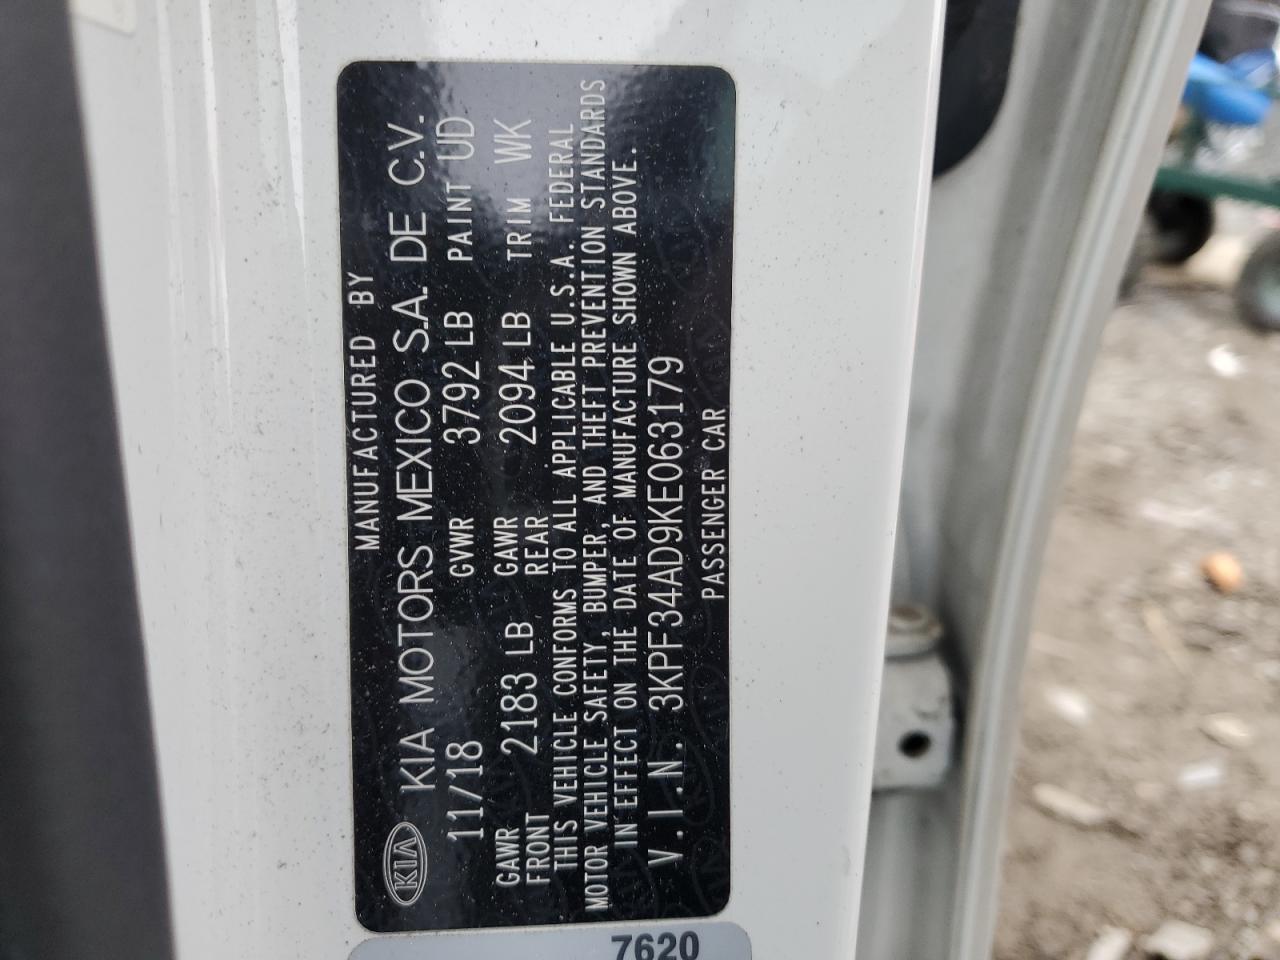 MANUFACTURED BY
KIA KIA MOTORS MEXICO S.A. DE C.V.
11/18 GVWR 3792 LB PAINT UD
GAWR FRONT 2183 LB GAWR REAR 2094 LB TRIM WK
THIS VEHICLE CONFORMS TO ALL APPLICABLE U.S.A. FEDERAL
MOTOR VEHICLE SAFETY, BUMPER, AND THEFT PREVENTION STANDARDS
IN EFFECT ON THE DATE OF MANUFACTURE SHOWN ABOVE.
V.I.N. 3KPF34AD9KE063179
PASSENGER CAR
7620